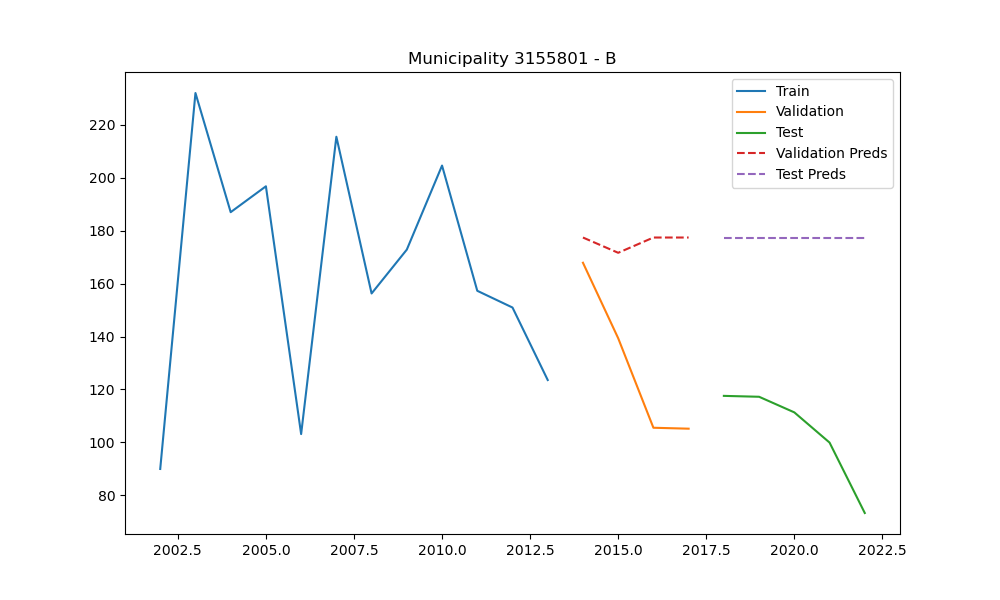 Municipality 3155801 - B
Train
Validation
Test
Validation Preds
Test Preds
220
200
180
160
140
120
100
80
2002.5 2005.0 2007.5 2010.0 2012.5 2015.0 2017.5 2020.0 2022.5